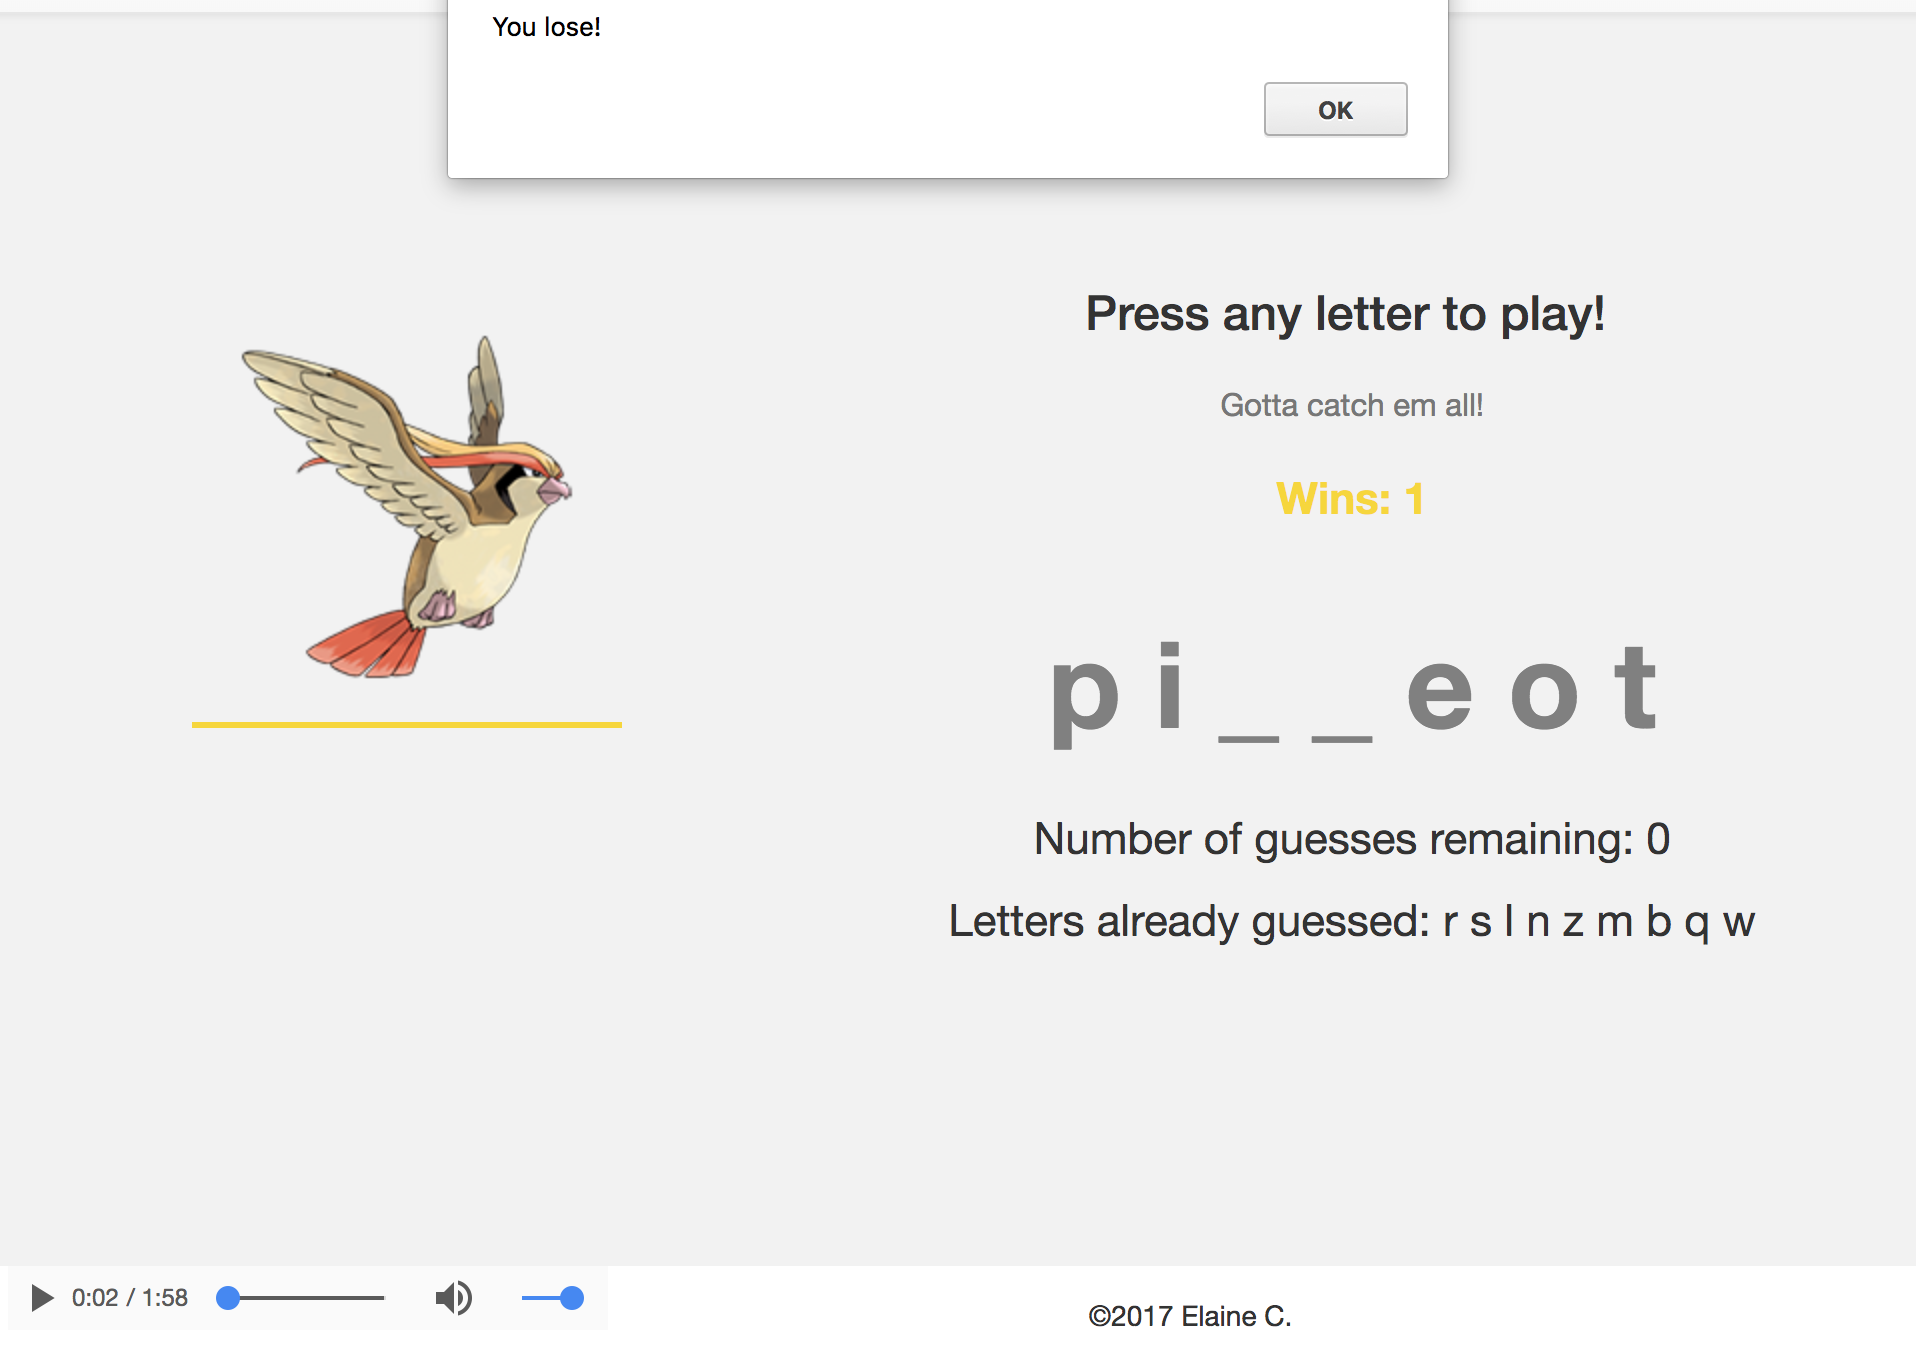 You lose!
OK
Press any letter to play!
Gotta catch em all!
Wins: 1
p i _ _ e o t
Number of guesses remaining: 0
Letters already guessed: r s l n z m b q w
0:02 / 1:58
©2017 Elaine C.